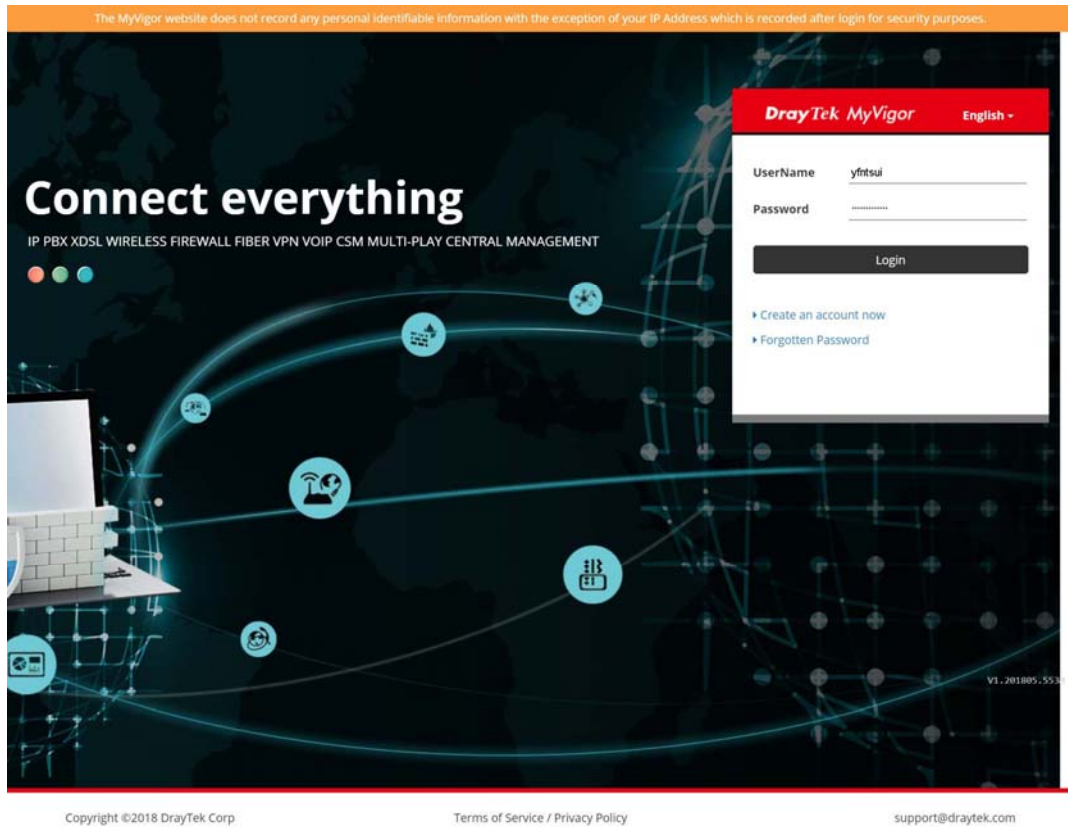 The MyVigor website does not record any personal identifiable information with the exception of your IP Address which is recorded after login for security purposes.
DrayTek MyVigor English
UserName yfntsui
Password ·············
Login
Create an account now
Forgotten Password
Connect everything
IP PBX XDSL WIRELESS FIREWALL FIBER VPN VOIP CSM MULTI-PLAY CENTRAL MANAGEMENT
Copyright ©2018 DrayTek Corp
Terms of Service / Privacy Policy
support@draytek.com